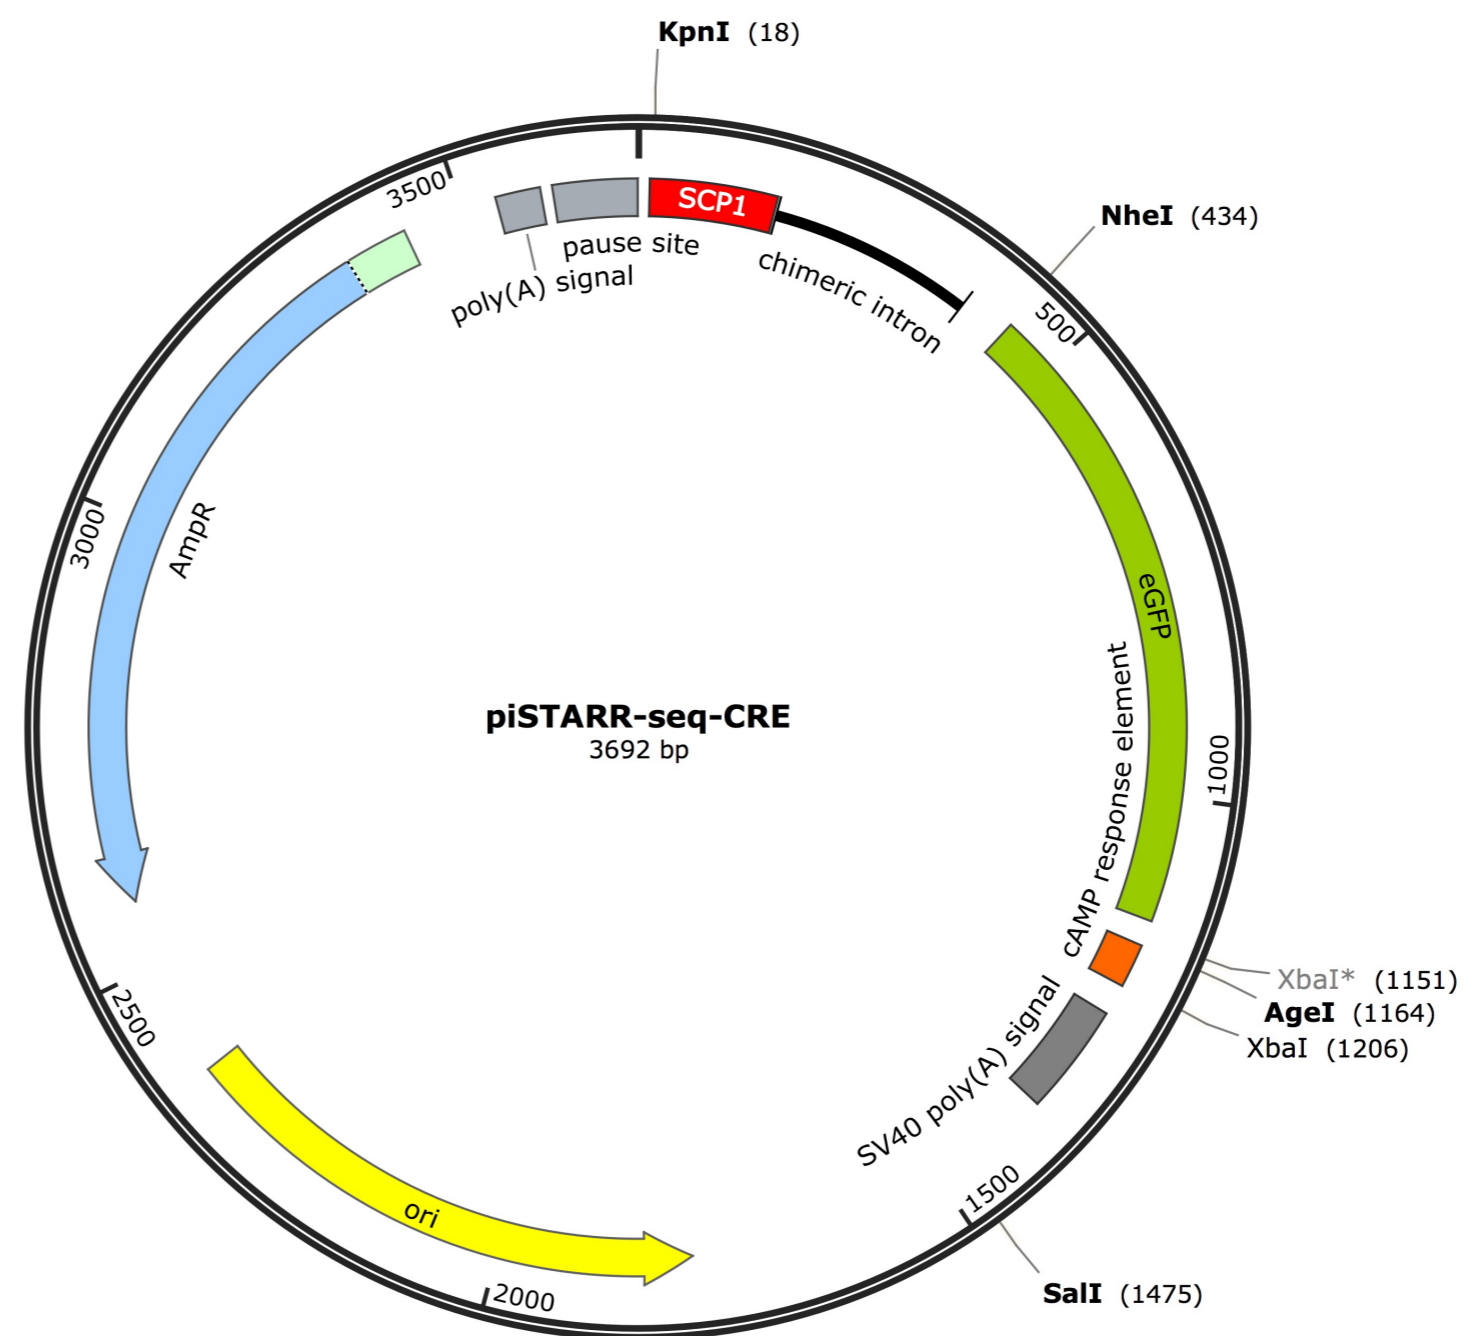 KpnI (18)
3500
SCP1
NheI (434)
pause site
poly(A) signal
chimeric intron
500
3000
AmpR
eGFP
cAMP response element
piSTARR-seq-CRE
3692 bp
1000
XbaI* (1151)
AgeI (1164)
XbaI (1206)
SV40 poly(A) signal
2500
1500
ori
SalI (1475)
2000